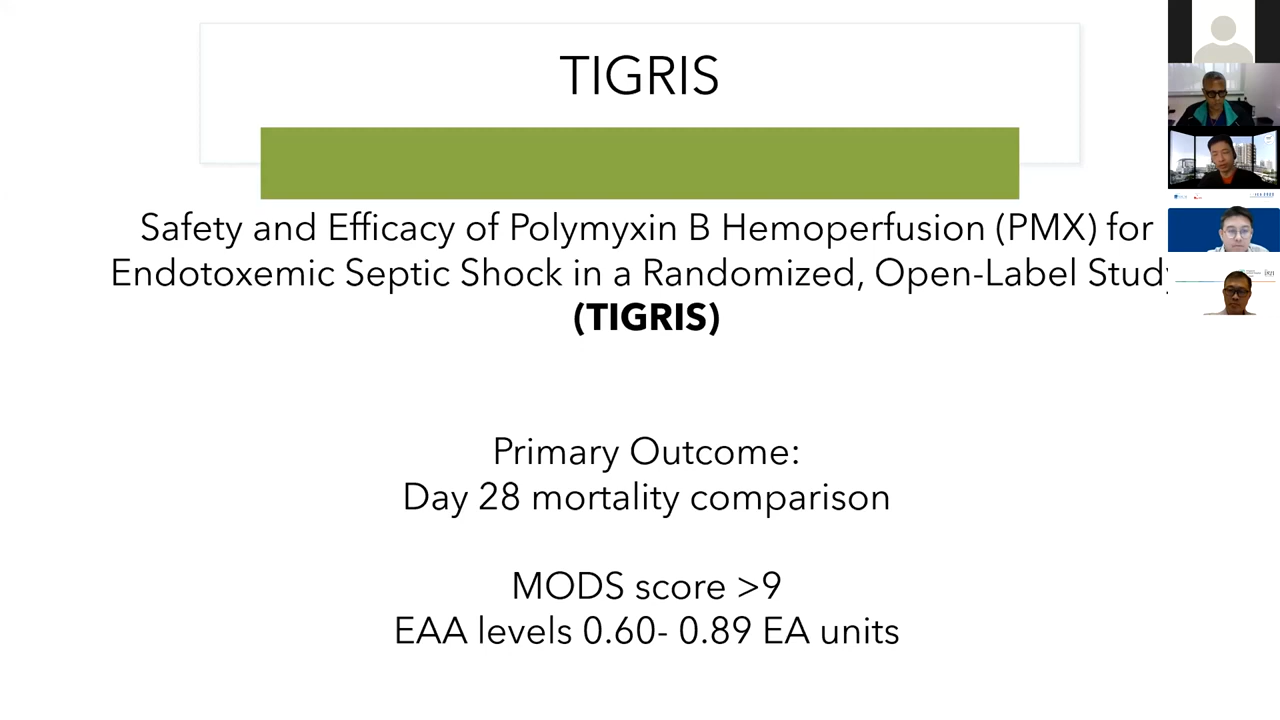 TIGRIS
Safety and Efficacy of Polymyxin B Hemoperfusion (PMX) for
Endotoxemic Septic Shock in a Randomized, Open-Label Study
(TIGRIS)
Primary Outcome:
Day 28 mortality comparison
MODS score >9
EAA levels 0.60- 0.89 EA units